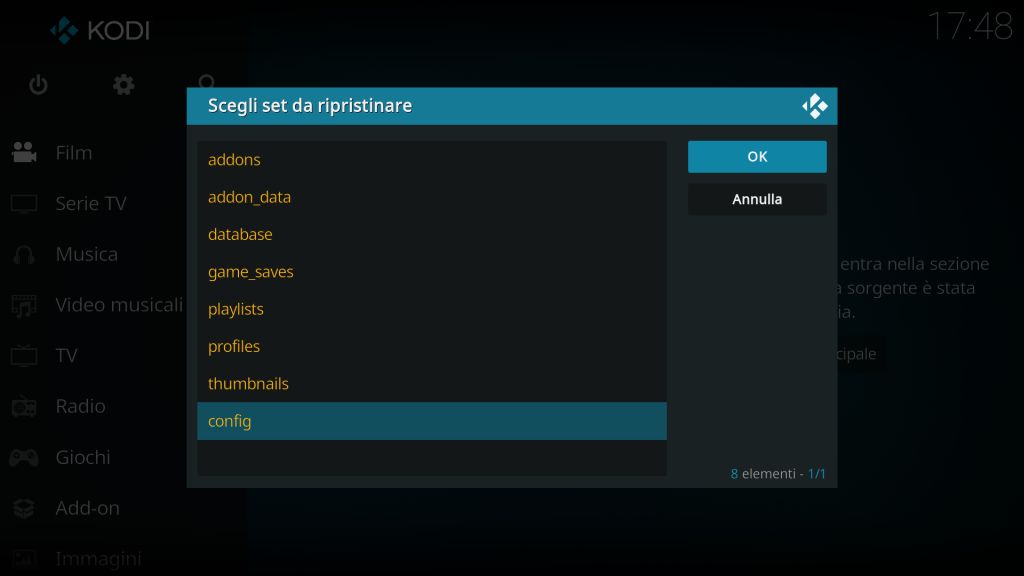 KODI
17:48
Scegli set da ripristinare
addons
addon_data
database
game_saves
playlists
profiles
thumbnails
config
OK
Annulla
8 elementi - 1/1
Film
Serie TV
Musica
Video musicali
TV
Radio
Giochi
Add-on
Immagini
entra nella sezione
sorgente è stata